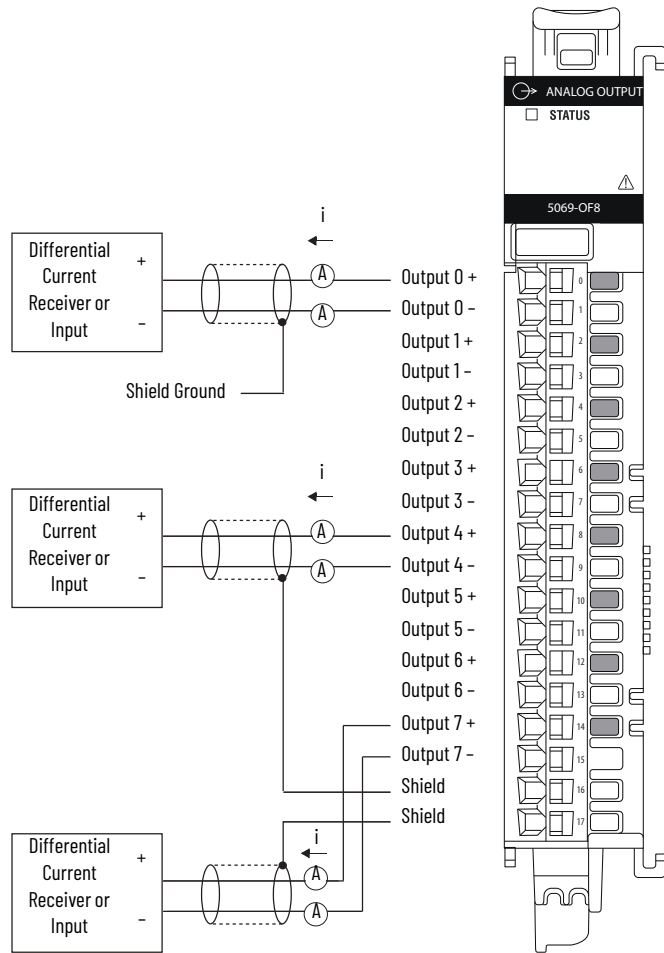 ANALOG OUTPUT
STATUS
5069-OF8
i
Differential
Current
Receiver or
Input
+
–
A
A
Shield Ground
i
Differential
Current
Receiver or
Input
+
–
A
A
i
Differential
Current
Receiver or
Input
+
–
A
A
Output 0 +
Output 0 –
Output 1 +
Output 1 –
Output 2 +
Output 2 –
Output 3 +
Output 3 –
Output 4 +
Output 4 –
Output 5 +
Output 5 –
Output 6 +
Output 6 –
Output 7 +
Output 7 –
Shield
Shield
0
1
2
3
4
5
6
7
8
9
10
11
12
13
14
15
16
17